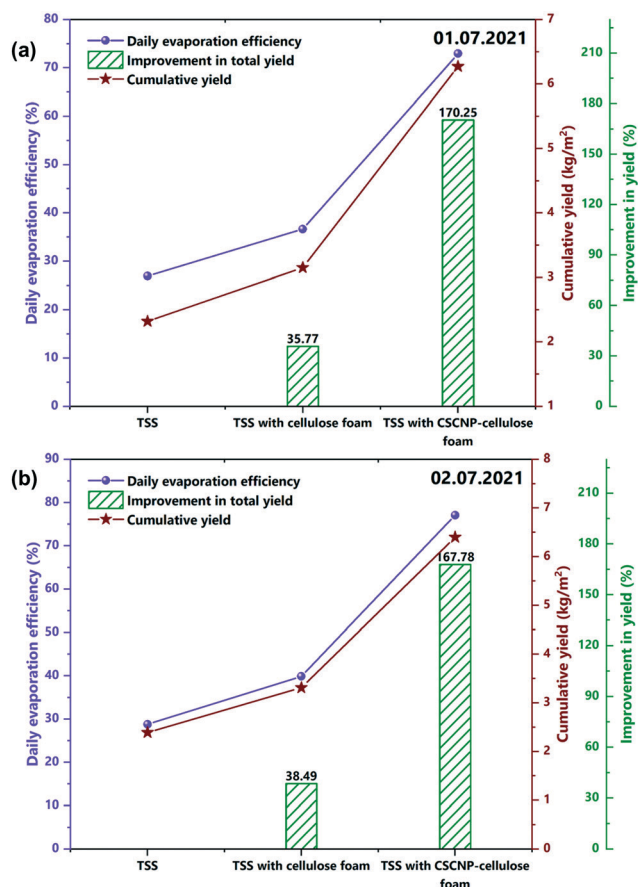 (a)
01.07.2021
Daily evaporation efficiency
Improvement in total yield
Cumulative yield
170.25
35.77
80
70
60
50
40
30
20
10
0
Daily evaporation efficiency (%)
7
6
5
4
3
2
1
Cumulative yield (kg/m²)
210
180
150
120
90
60
30
0
Improvement in yield (%)
TSS
TSS with cellulose foam
TSS with CSCNP-cellulose
foam
(b)
02.07.2021
Daily evaporation efficiency
Improvement in total yield
Cumulative yield
167.78
38.49
90
80
70
60
50
40
30
20
10
0
Daily evaporation efficiency (%)
8
7
6
5
4
3
2
1
0
Cumulative yield (kg/m²)
210
180
150
120
90
60
30
0
Improvement in yield (%)
TSS
TSS with cellulose foam
TSS with CSCNP-cellulose
foam